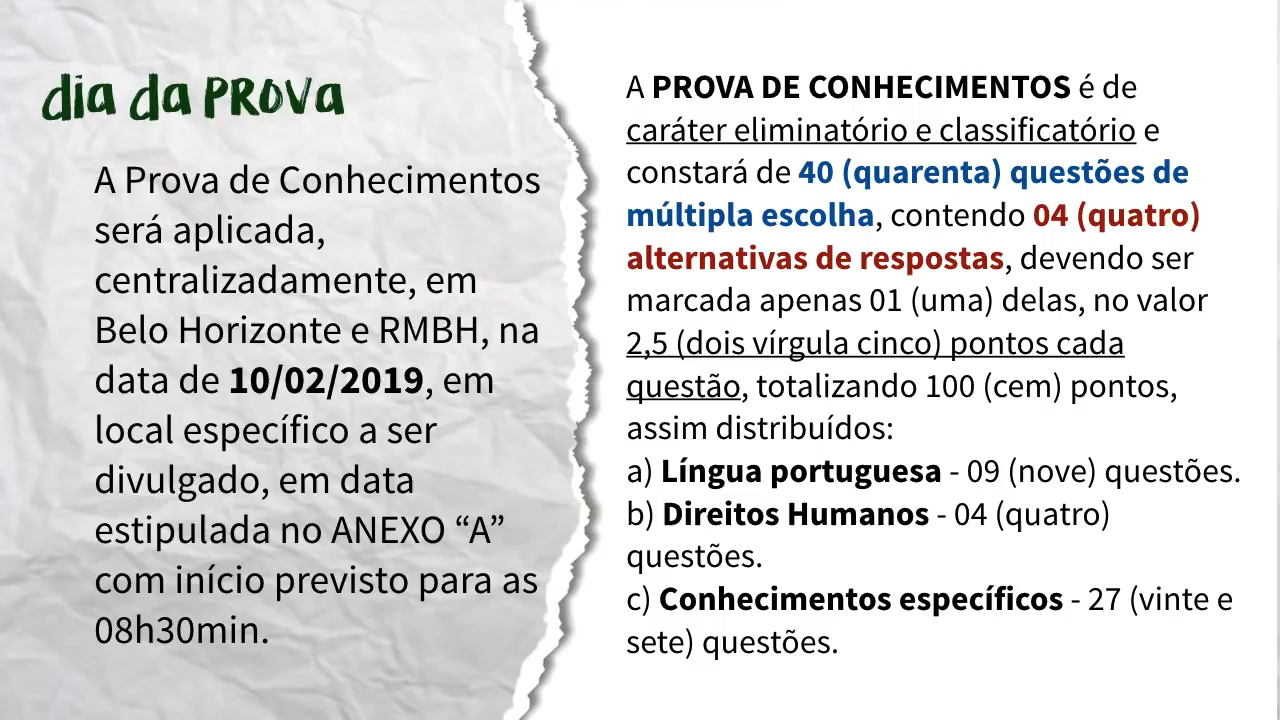 dia da PROVA
A Prova de Conhecimentos
será aplicada,
centralizadamente, em
Belo Horizonte e RMBH, na
data de 10/02/2019, em
local específico a ser
divulgado, em data
estipulada no ANEXO “A”
com início previsto para as
08h30min.
A PROVA DE CONHECIMENTOS é de
caráter eliminatório e classificatório e
constará de 40 (quarenta) questões de
múltipla escolha, contendo 04 (quatro)
alternativas de respostas, devendo ser
marcada apenas 01 (uma) delas, no valor
2,5 (dois vírgula cinco) pontos cada
questão, totalizando 100 (cem) pontos,
assim distribuídos:
a) Língua portuguesa - 09 (nove) questões.
b) Direitos Humanos - 04 (quatro)
questões.
c) Conhecimentos específicos - 27 (vinte e
sete) questões.